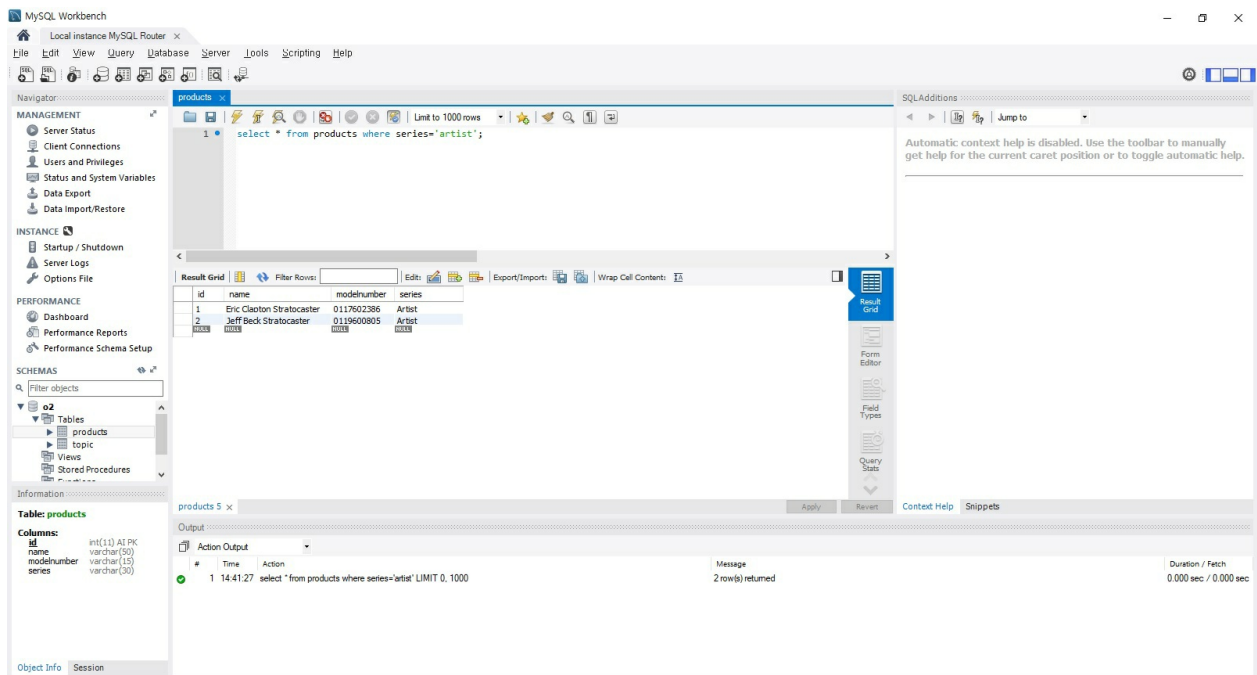 MySQL Workbench
Local instance MySQL Router
File Edit View Query Database Server Tools Scripting Help
Navigator
MANAGEMENT
Server Status
Client Connections
Users and Privileges
Status and System Variables
Data Export
Data Import/Restore
INSTANCE
Startup / Shutdown
Server Logs
Options File
PERFORMANCE
Dashboard
Performance Reports
Performance Schema Setup
SCHEMAS
Filter objects
o2
Tables
products
topic
Views
Stored Procedures
Information
Table: products
Columns:
id int(11) AI PK
name varchar(50)
modelnumber varchar(15)
series varchar(30)
Object Info Session
products
Limit to 1000 rows
1 select * from products where series='artist';
Result Grid Filter Rows: Edit: Export/Import: Wrap Cell Content:
id name modelnumber series
1 Eric Clapton Stratocaster 0117602386 Artist
2 Jeff Beck Stratocaster 0119600805 Artist
NULL NULL NULL NULL
Result
Grid
Form
Editor
Field
Types
Query
Stats
products 5 Apply Revert
Output
Action Output
# Time Action Message Duration / Fetch
1 14:41:27 select * from products where series='artist' LIMIT 0, 1000 2 row(s) returned 0.000 sec / 0.000 sec
SQLAdditions
Jump to
Automatic context help is disabled. Use the toolbar to manually
get help for the current caret position or to toggle automatic help.
Context Help Snippets